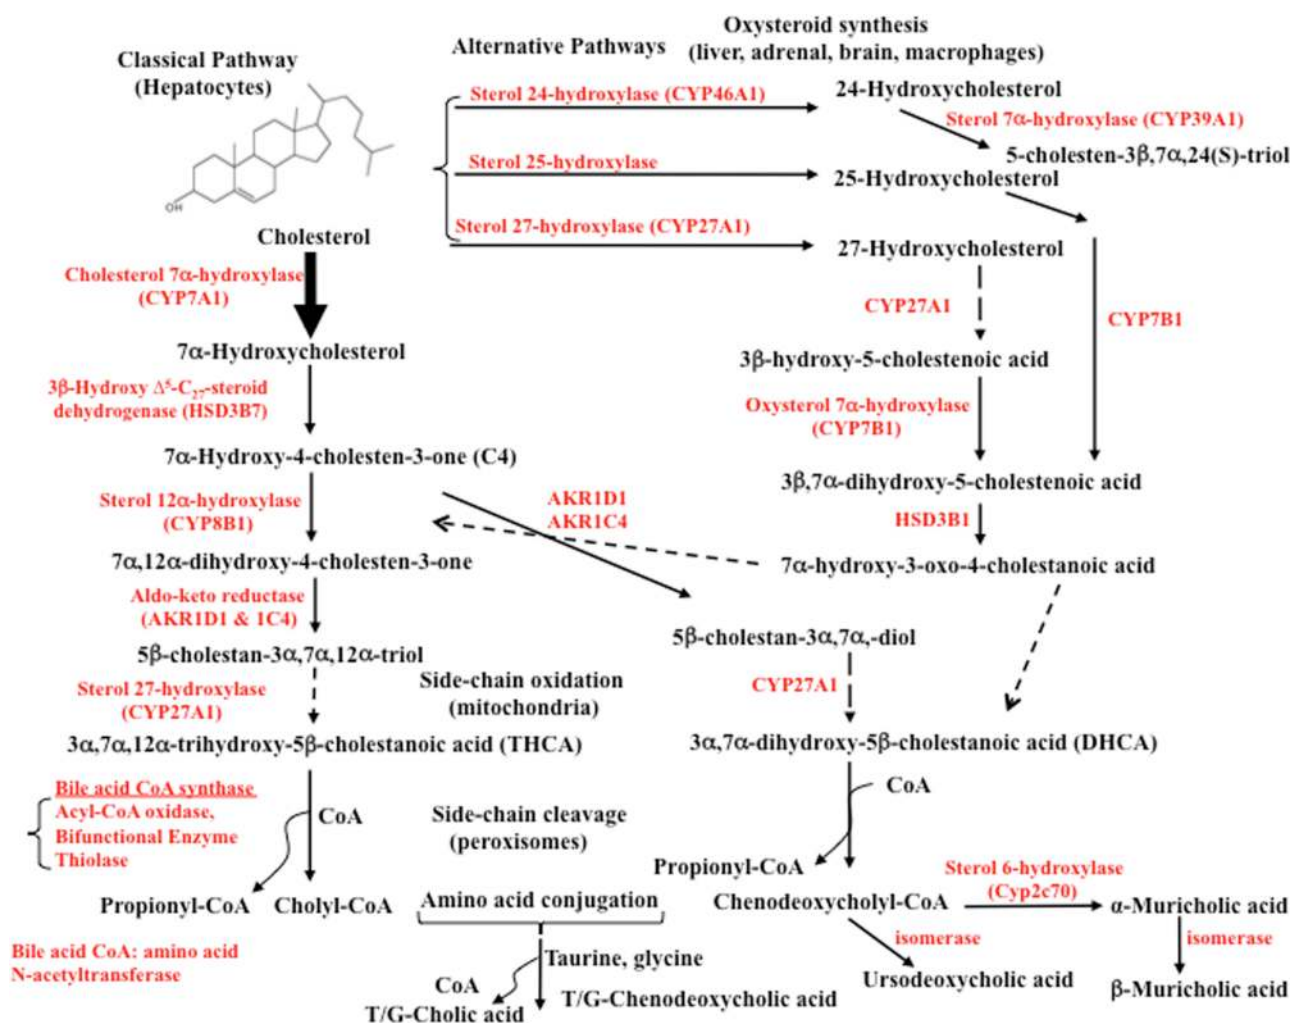 Classical Pathway
(Hepatocytes)
Alternative Pathways
Oxysteroid synthesis
(liver, adrenal, brain, macrophages)
OH
Cholesterol
Sterol 24-hydroxylase (CYP46A1)
24-Hydroxycholesterol
Sterol 7α-hydroxylase (CYP39A1)
5-cholesten-3β,7α,24(S)-triol
Sterol 25-hydroxylase
25-Hydroxycholesterol
Sterol 27-hydroxylase (CYP27A1)
27-Hydroxycholesterol
Cholesterol 7α-hydroxylase
(CYP7A1)
7α-Hydroxycholesterol
3β-Hydroxy Δ⁵-C₂₇-steroid
dehydrogenase (HSD3B7)
7α-Hydroxy-4-cholesten-3-one (C4)
Sterol 12α-hydroxylase
(CYP8B1)
7α,12α-dihydroxy-4-cholesten-3-one
Aldo-keto reductase
(AKR1D1 & 1C4)
5β-cholestan-3α,7α,12α-triol
Sterol 27-hydroxylase
(CYP27A1)
Side-chain oxidation
(mitochondria)
3α,7α,12α-trihydroxy-5β-cholestanoic acid (THCA)
CYP27A1
CYP7B1
3β-hydroxy-5-cholestenoic acid
Oxysterol 7α-hydroxylase
(CYP7B1)
3β,7α-dihydroxy-5-cholestenoic acid
HSD3B1
7α-hydroxy-3-oxo-4-cholestanoic acid
AKR1D1
AKR1C4
5β-cholestan-3α,7α,-diol
CYP27A1
3α,7α-dihydroxy-5β-cholestanoic acid (DHCA)
Bile acid CoA synthase
Acyl-CoA oxidase,
Bifunctional Enzyme
Thiolase
CoA
Side-chain cleavage
(peroxisomes)
Propionyl-CoA
Cholyl-CoA
Bile acid CoA: amino acid
N-acetyltransferase
Amino acid conjugation
Taurine, glycine
CoA
T/G-Cholic acid
T/G-Chenodeoxycholic acid
CoA
Propionyl-CoA
Chenodeoxycholyl-CoA
Sterol 6-hydroxylase
(Cyp2c70)
α-Muricholic acid
isomerase
Ursodeoxycholic acid
isomerase
β-Muricholic acid